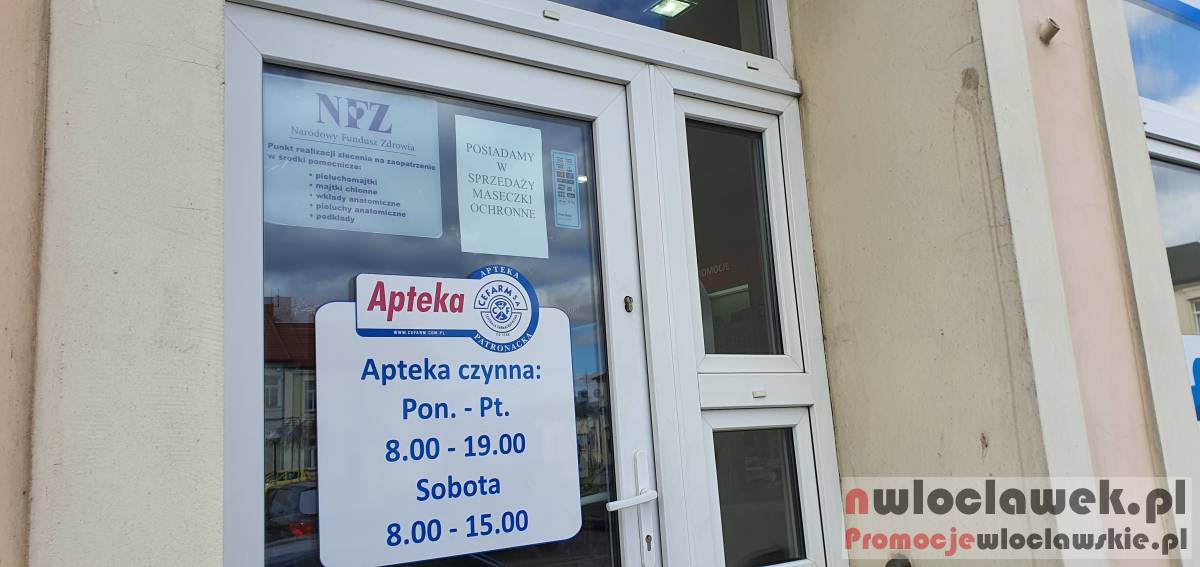 NFZ
Narodowy Fundusz Zdrowia
Punkt realizacji zlecenia na zaopatrzenie
w środki pomocnicze:
• pieluchomajtki
• majtki chłonne
• wkłady anatomiczne
• pieluchy anatomiczne
• podkłady
POSIADAMY
W
SPRZEDAŻY
MASECZKI
OCHRONNE
Apteka
WWW.CEFARM.COM.PL
APTEKA
CEFARM S.A.
PATRONACKA
Apteka czynna:
Pon. - Pt.
8.00 - 19.00
Sobota
8.00 - 15.00
nwloclawek.pl
Promocjewloclawskie.pl